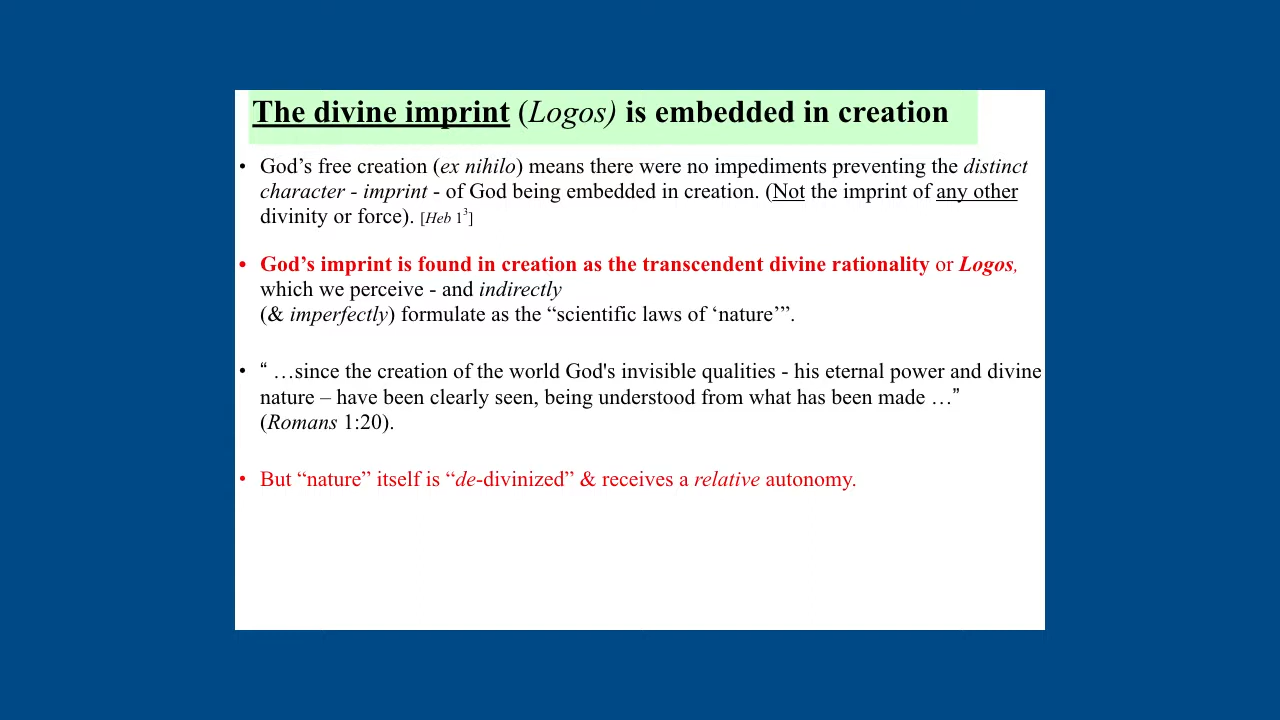 The divine imprint (Logos) is embedded in creation
• God’s free creation (ex nihilo) means there were no impediments preventing the distinct
character - imprint - of God being embedded in creation. (Not the imprint of any other
divinity or force). [Heb 1³]
• God’s imprint is found in creation as the transcendent divine rationality or Logos,
which we perceive - and indirectly
(& imperfectly) formulate as the “scientific laws of ‘nature’”.
• “ …since the creation of the world God's invisible qualities - his eternal power and divine
nature – have been clearly seen, being understood from what has been made …”
(Romans 1:20).
• But “nature” itself is “de-divinized” & receives a relative autonomy.